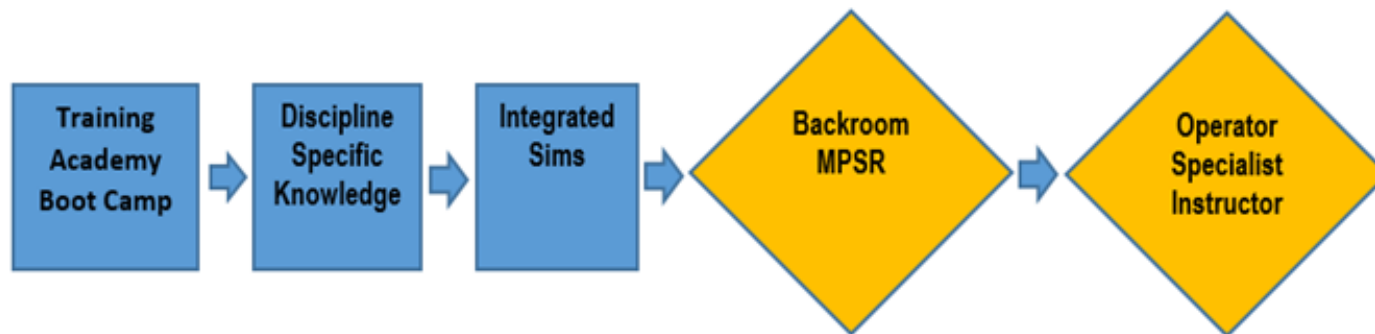 Training
Academy
Boot Camp
Discipline
Specific
Knowledge
Integrated
Sims
Backroom
MPSR
Operator
Specialist
Instructor